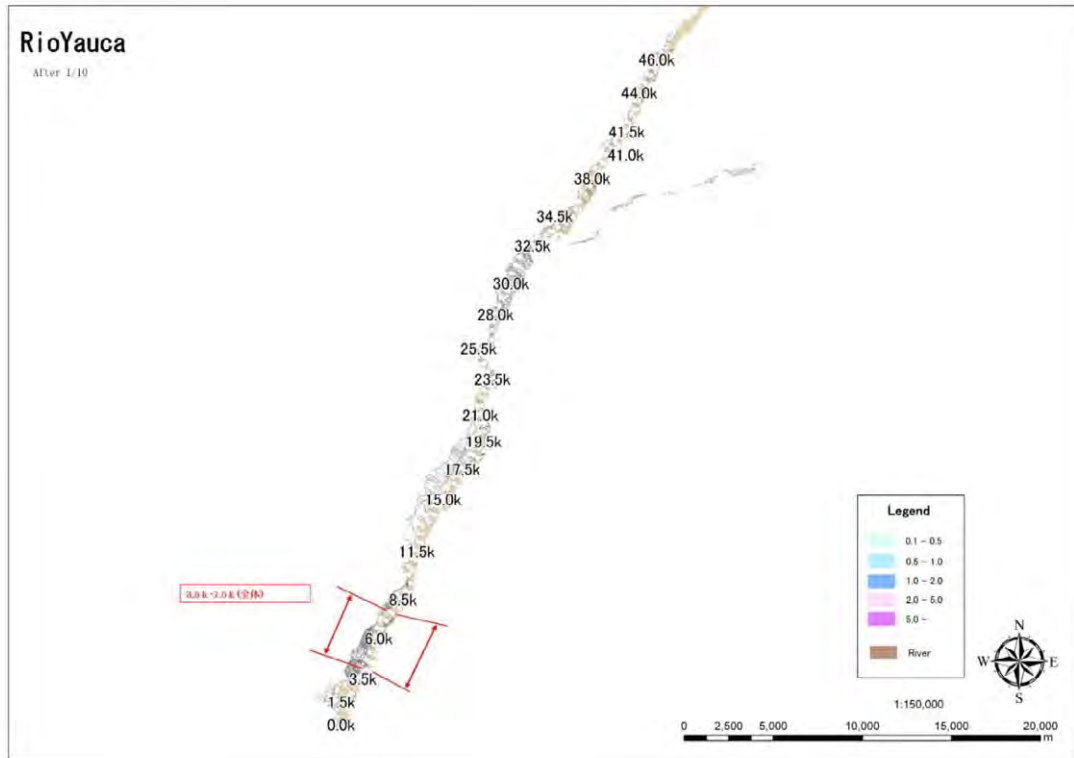 RioYauca
After 1/10
46.0k
44.0k
41.5k
41.0k
38.0k
34.5k
32.5k
30.0k
28.0k
25.5k
23.5k
21.0k
19.5k
17.5k
15.0k
11.5k
8.5k
6.0k
3.5k
1.5k
0.0k
(全体)
Legend
0.1 - 0.5
0.5 - 1.0
1.0 - 2.0
2.0 - 5.0
5.0 -
River
N
W
E
S
1:150,000
0 2,500 5,000 10,000 15,000 20,000
m